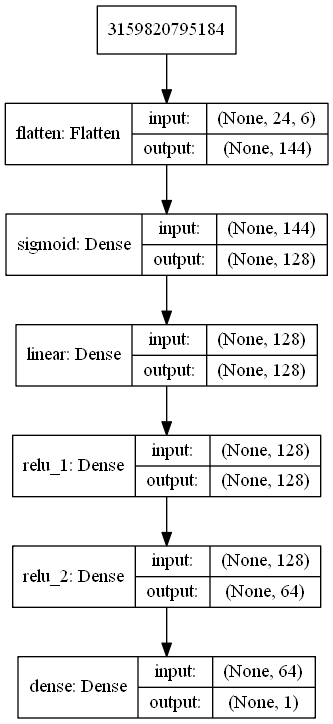 3159820795184
flatten: Flatten
input: (None, 24, 6)
output: (None, 144)
sigmoid: Dense
input: (None, 144)
output: (None, 128)
linear: Dense
input: (None, 128)
output: (None, 128)
relu_1: Dense
input: (None, 128)
output: (None, 128)
relu_2: Dense
input: (None, 128)
output: (None, 64)
dense: Dense
input: (None, 64)
output: (None, 1)